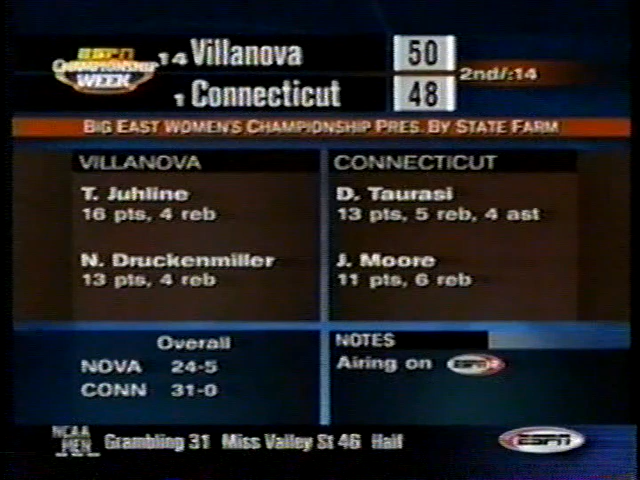 ESPN
CHAMPIONSHIP
WEEK
14 Villanova 50
1 Connecticut 48
2nd/:14
BIG EAST WOMEN'S CHAMPIONSHIP PRES. BY STATE FARM
VILLANOVA
T. Juhline
16 pts, 4 reb
N. Druckenmiller
13 pts, 4 reb
CONNECTICUT
D. Taurasi
13 pts, 5 reb, 4 ast
J. Moore
11 pts, 6 reb
Overall
NOVA 24-5
CONN 31-0
NOTES
Airing on
NCAA
MEN
Grambling 31 Miss Valley St 46 Half
ESPN